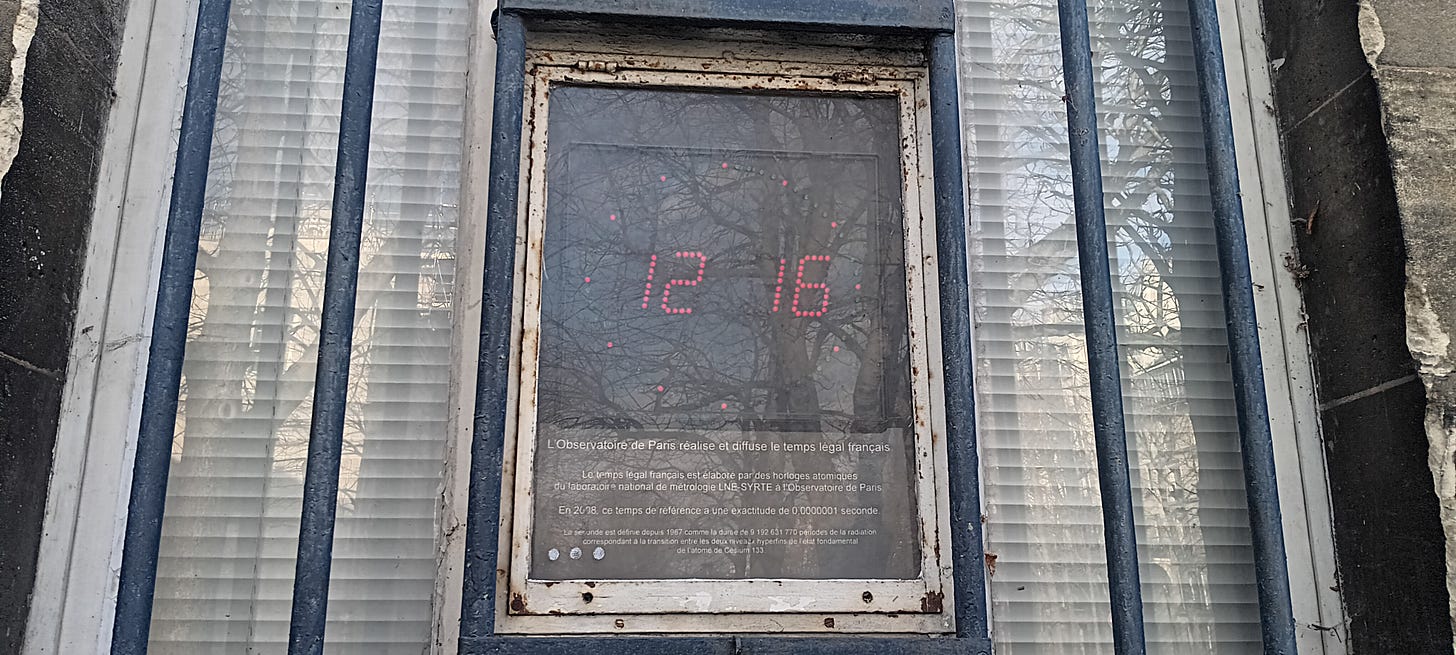 12 16
L'Observatoire de Paris réalise et diffuse le temps légal français
Le temps légal français est élaboré par des horloges atomiques
du laboratoire national de métrologie LNE-SYRTE à l'Observatoire de Paris
En 2008, ce temps de référence a une exactitude de 0,0000001 seconde.
La seconde est définie depuis 1967 comme la durée de 9 192 631 770 périodes de la radiation
correspondant à la transition entre les deux niveaux hyperfins de l'état fondamental
de l'atome de Césium 133.